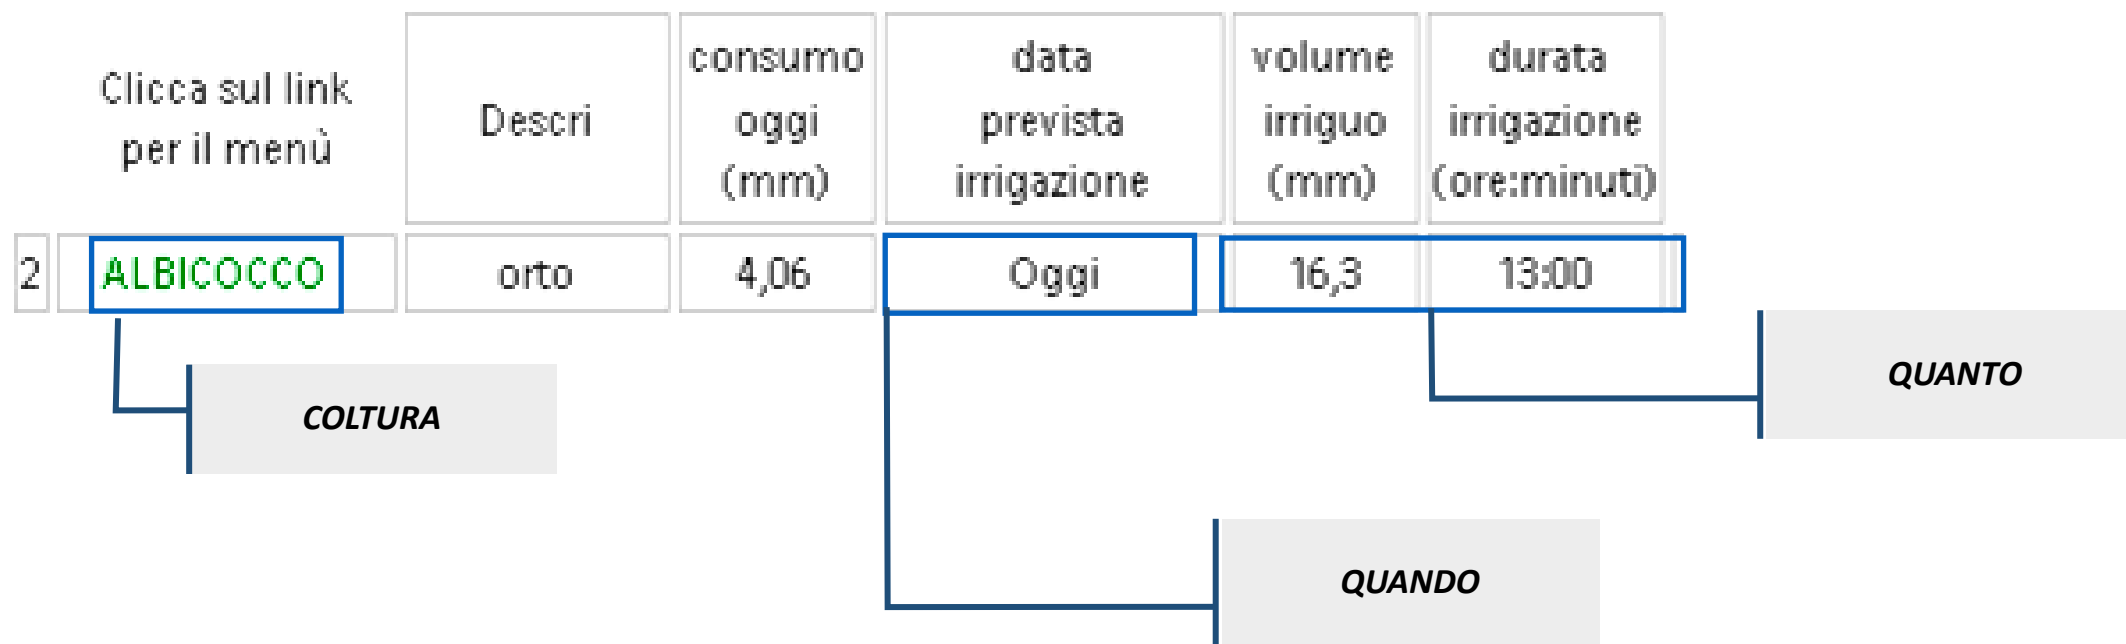 Clicca sul link
per il menù
Descri
consumo
oggi
(mm)
data
prevista
irrigazione
volume
irriguo
(mm)
durata
irrigazione
(ore:minuti)
2 ALBICOCCO orto 4,06 Oggi 16,3 13:00
COLTURA
QUANTO
QUANDO